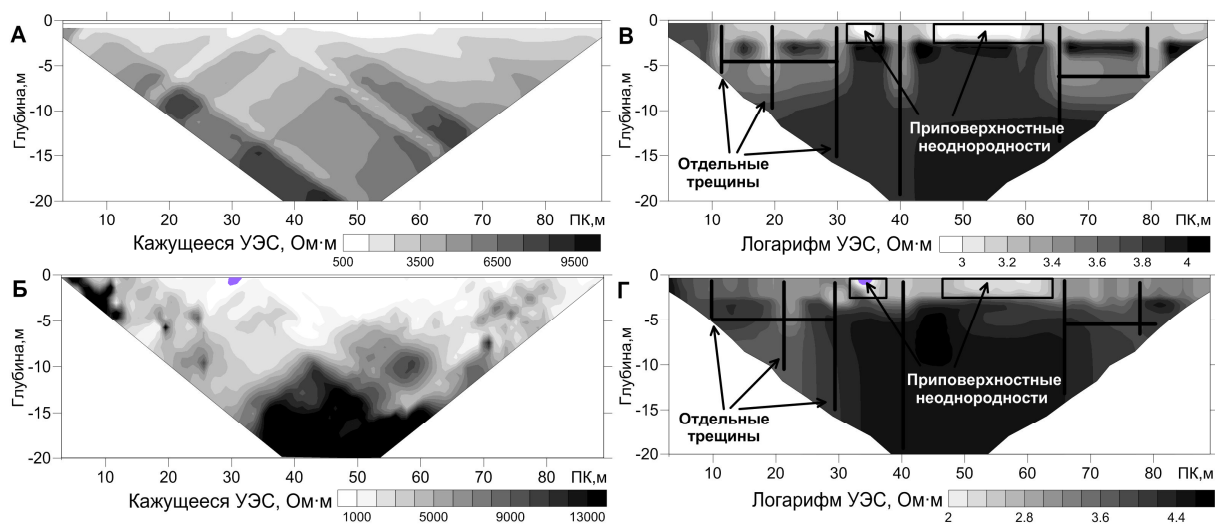 А
Глубина,м
0
-5
-10
-15
-20
10 20 30 40 50 60 70 80 ПК,м
Кажущееся УЭС, Ом·м
500 3500 6500 9500
В
Глубина,м
0
-5
-10
-15
-20
Отдельные
трещины
Приповерхностные
неоднородности
10 20 30 40 50 60 70 80 ПК,м
Логарифм УЭС, Ом·м
3 3.2 3.4 3.6 3.8 4
Б
Глубина,м
0
-5
-10
-15
-20
10 20 30 40 50 60 70 80 ПК,м
Кажущееся УЭС, Ом·м
1000 5000 9000 13000
Г
Глубина,м
0
-5
-10
-15
-20
Отдельные
трещины
Приповерхностные
неоднородности
10 20 30 40 50 60 70 80 ПК,м
Логарифм УЭС, Ом·м
2 2.8 3.6 4.4